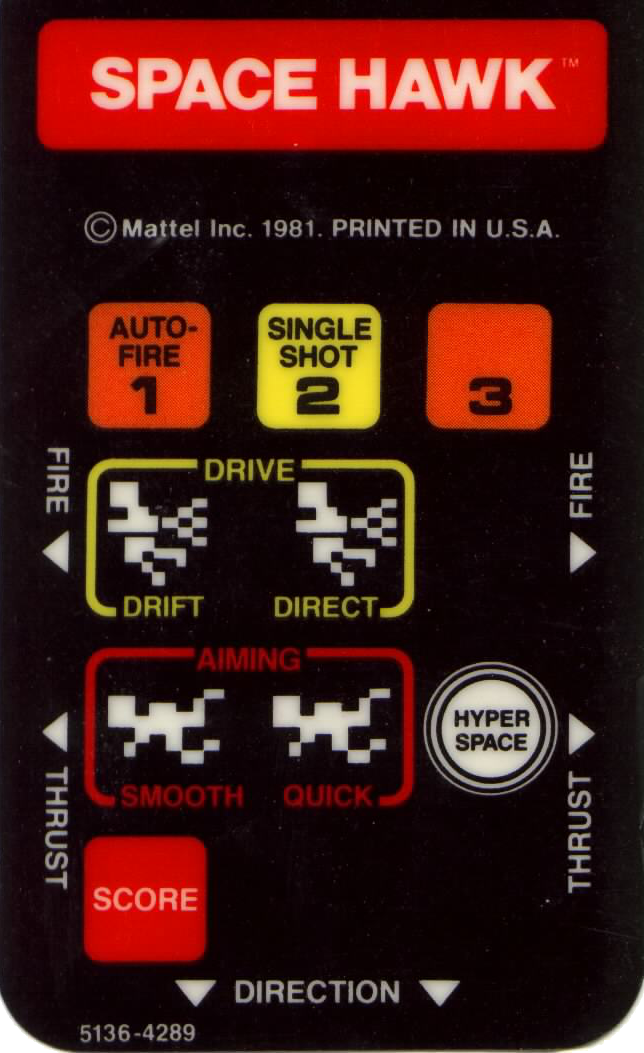 SPACE HAWK™
©Mattel Inc. 1981. PRINTED IN U.S.A.
AUTO-
FIRE
1
SINGLE
SHOT
2
3
FIRE
FIRE
DRIVE
DRIFT
DIRECT
AIMING
SMOOTH
QUICK
HYPER
SPACE
THRUST
THRUST
SCORE
DIRECTION
5136-4289